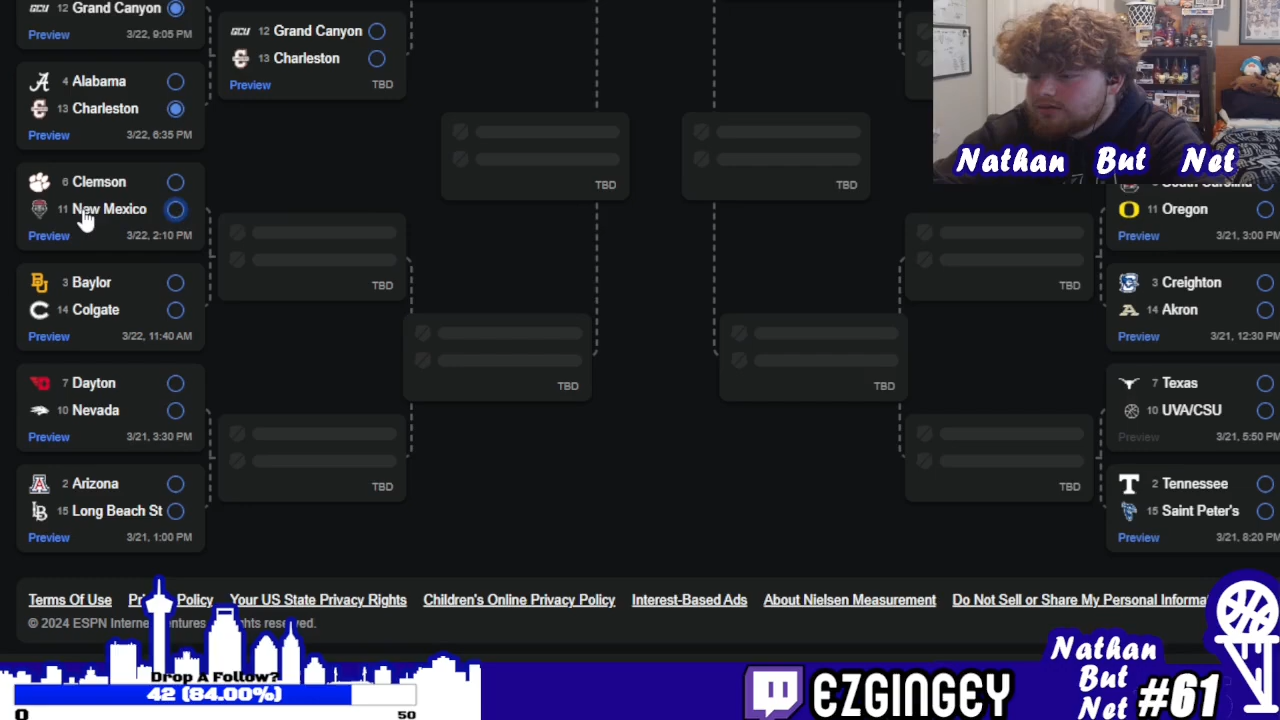 GCU 12 Grand Canyon
Preview 3/22, 9:05 PM
4 Alabama
13 Charleston
Preview 3/22, 6:35 PM
6 Clemson
11 New Mexico
Preview 3/22, 2:10 PM
3 Baylor
14 Colgate
Preview 3/22, 11:40 AM
7 Dayton
10 Nevada
Preview 3/21, 3:30 PM
2 Arizona
15 Long Beach St
Preview 3/21, 1:00 PM
GCU 12 Grand Canyon
13 Charleston
Preview TBD
TBD
TBD
TBD
TBD
TBD
TBD
TBD
TBD
Nathan But Net
South Carolina
11 Oregon
Preview 3/21, 3:00 PM
3 Creighton
14 Akron
Preview 3/21, 12:30 PM
7 Texas
10 UVA/CSU
Preview 3/21, 5:50 PM
2 Tennessee
15 Saint Peter's
Preview 3/21, 8:20 PM
Terms Of Use Policy Your US State Privacy Rights Children's Online Privacy Policy Interest-Based Ads About Nielsen Measurement Do Not Sell or Share My Personal
© 2024 ESPN reserved.
Drop A Follow?
42 (84.00%)
0 50
EZGINGEY
Nathan
But
Net #61